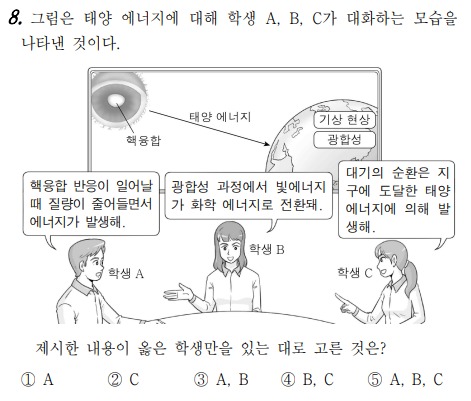 8. 그림은 태양 에너지에 대해 학생 A, B, C가 대화하는 모습을
나타낸 것이다.
태양 에너지
핵융합
기상 현상
광합성
핵융합 반응이 일어날
때 질량이 줄어들면서
에너지가 발생해.
광합성 과정에서 빛에너지
가 화학 에너지로 전환돼.
대기의 순환은 지
구에 도달한 태양
에너지에 의해 발
생해.
학생 A
학생 B
학생 C
제시한 내용이 옳은 학생만을 있는 대로 고른 것은?
① A ② C ③ A, B ④ B, C ⑤ A, B, C